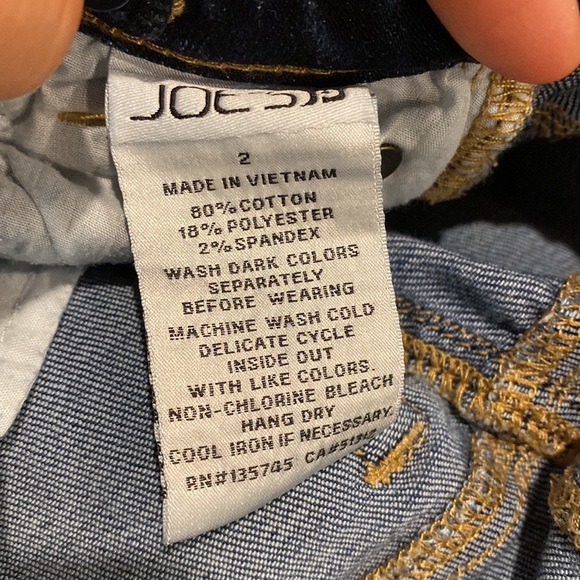 JOE'S
2
MADE IN VIETNAM
80% COTTON
18% POLYESTER
2% SPANDEX
WASH DARK COLORS
SEPARATELY
BEFORE WEARING
MACHINE WASH COLD
DELICATE CYCLE
INSIDE OUT
WITH LIKE COLORS.
NON-CHLORINE BLEACH
HANG DRY
COOL IRON IF NECESSARY.
RN#135745 CA#51312